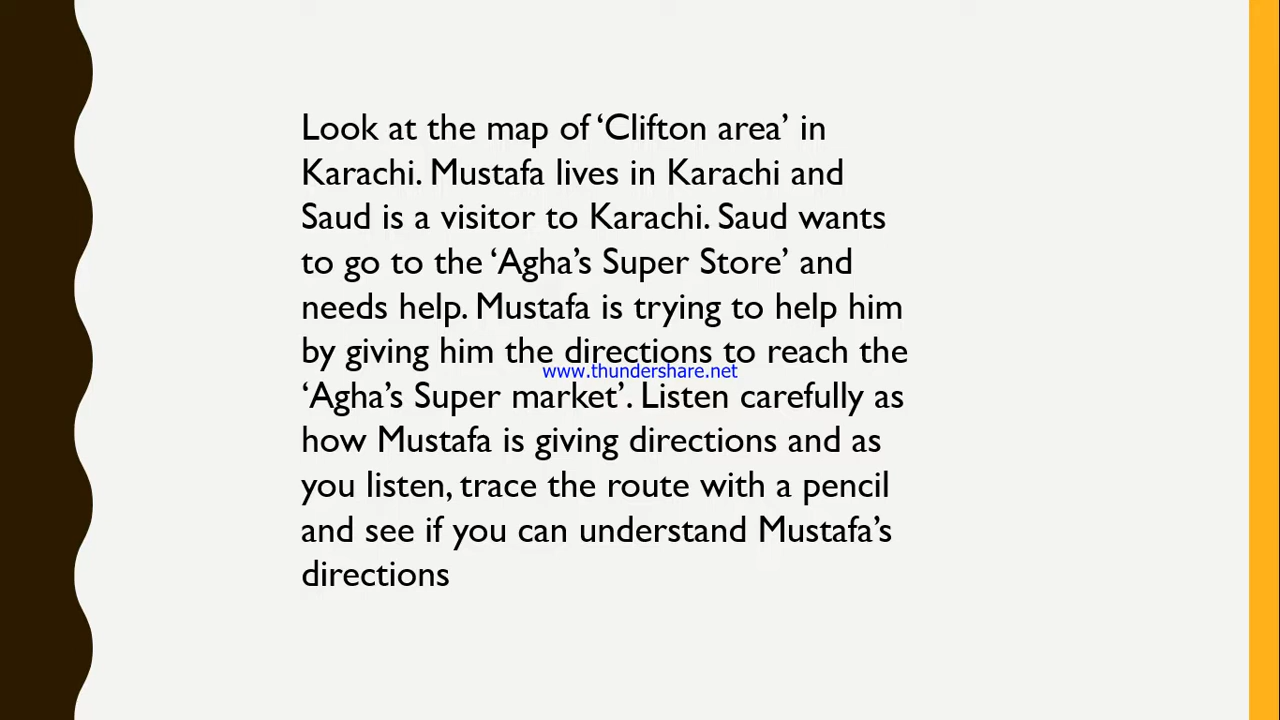 Look at the map of ‘Clifton area’ in
Karachi. Mustafa lives in Karachi and
Saud is a visitor to Karachi. Saud wants
to go to the ‘Agha’s Super Store’ and
needs help. Mustafa is trying to help him
by giving him the directions to reach the
www.thundershare.net
‘Agha’s Super market’. Listen carefully as
how Mustafa is giving directions and as
you listen, trace the route with a pencil
and see if you can understand Mustafa’s
directions